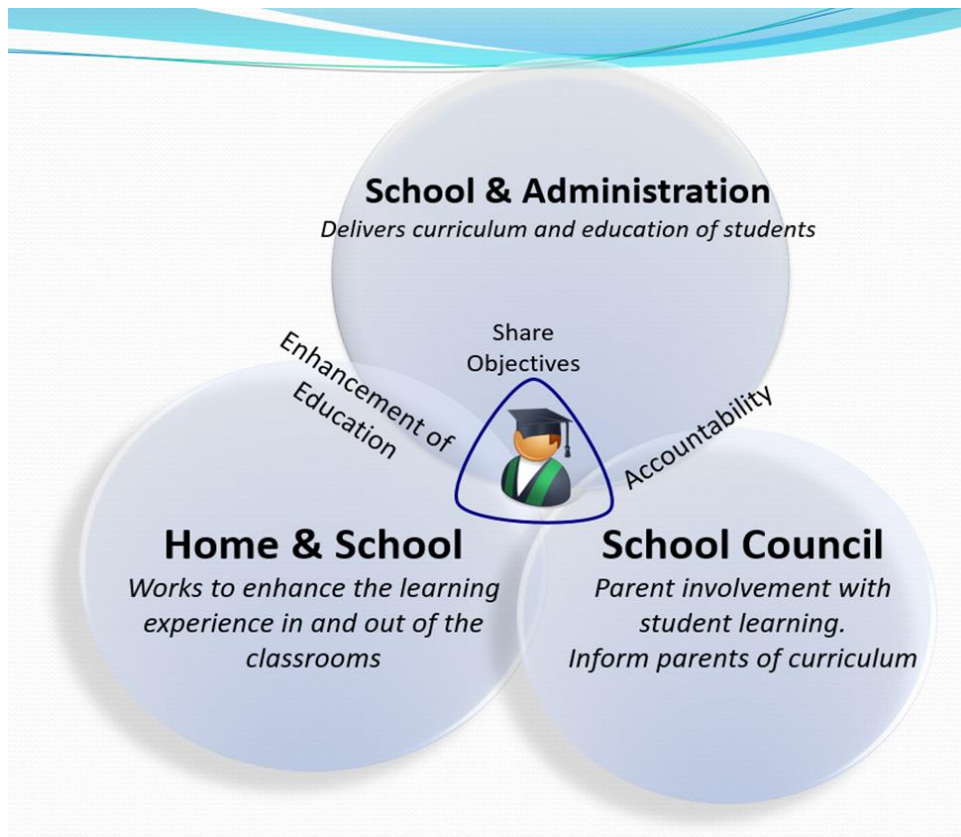 School & Administration
Delivers curriculum and education of students
Share
Objectives
Enhancement of
Education
Accountability
Home & School
Works to enhance the learning
experience in and out of the
classrooms
School Council
Parent involvement with
student learning.
Inform parents of curriculum